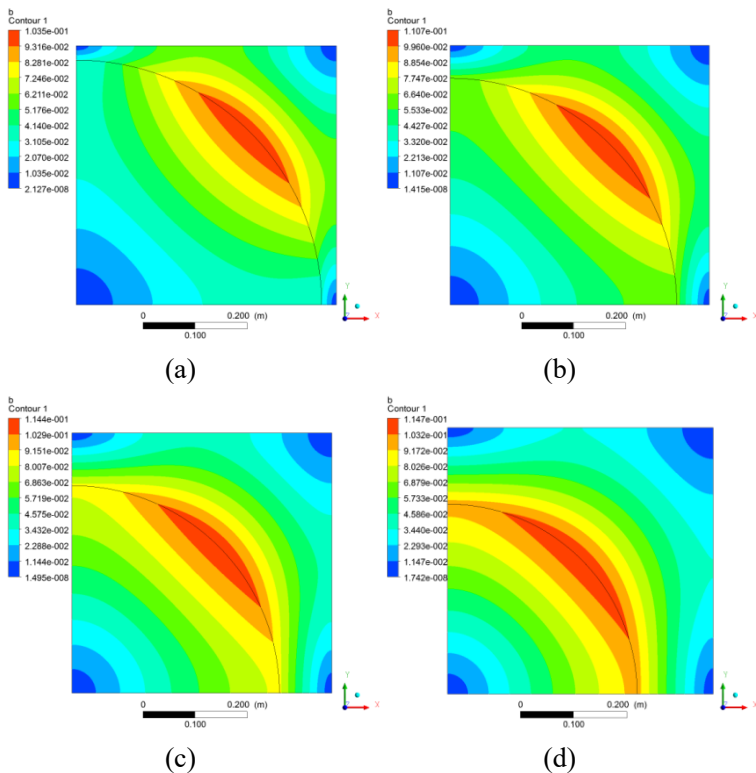 b
Contour 1
1.035e-001
9.316e-002
8.281e-002
7.246e-002
6.211e-002
5.176e-002
4.140e-002
3.105e-002
2.070e-002
1.035e-002
2.127e-008
0 0.200 (m)
0.100
Y
Z
X
(a)
b
Contour 1
1.107e-001
9.960e-002
8.854e-002
7.747e-002
6.640e-002
5.533e-002
4.427e-002
3.320e-002
2.213e-002
1.107e-002
1.415e-008
0 0.200 (m)
0.100
Y
Z
X
(b)
b
Contour 1
1.144e-001
1.029e-001
9.151e-002
8.007e-002
6.863e-002
5.719e-002
4.575e-002
3.432e-002
2.288e-002
1.144e-002
1.495e-008
0 0.200 (m)
0.100
Y
Z
X
(c)
b
Contour 1
1.147e-001
1.032e-001
9.172e-002
8.026e-002
6.879e-002
5.733e-002
4.586e-002
3.440e-002
2.293e-002
1.147e-002
1.742e-008
0 0.200 (m)
0.100
Y
Z
X
(d)